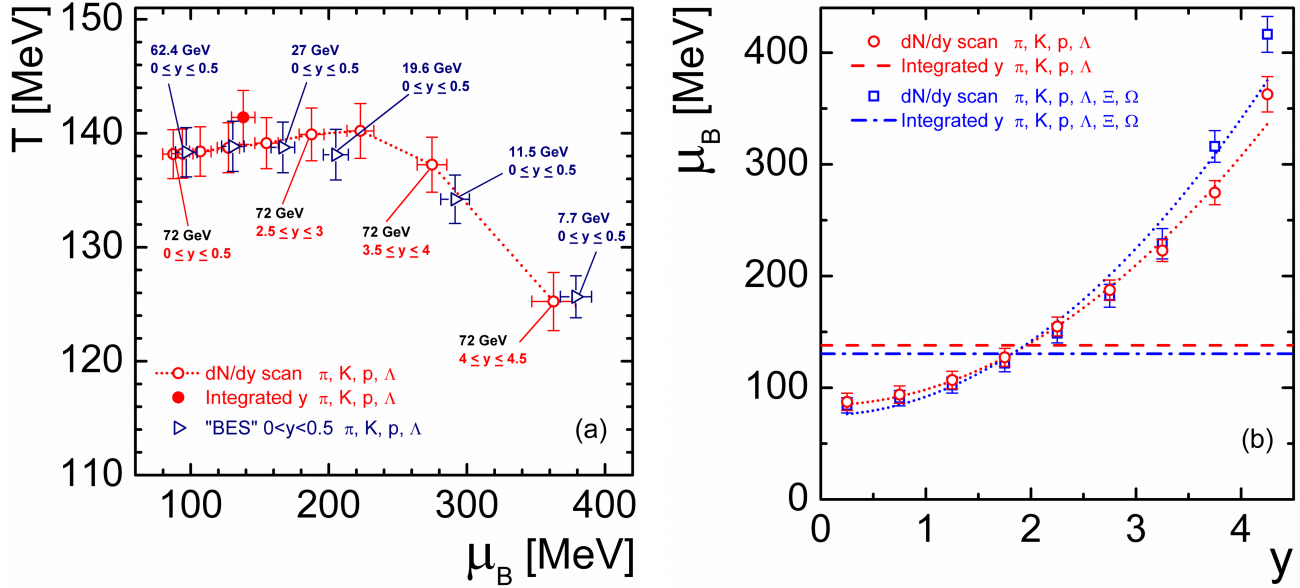 T [MeV]
150
140
130
120
110
62.4 GeV
0 ≤ y ≤ 0.5
27 GeV
0 ≤ y ≤ 0.5
19.6 GeV
0 ≤ y ≤ 0.5
11.5 GeV
0 ≤ y ≤ 0.5
7.7 GeV
0 ≤ y ≤ 0.5
72 GeV
0 ≤ y ≤ 0.5
72 GeV
2.5 ≤ y ≤ 3
72 GeV
3.5 ≤ y ≤ 4
72 GeV
4 ≤ y ≤ 4.5
dN/dy scan π, K, p, Λ
Integrated y π, K, p, Λ
"BES" 0<y<0.5 π, K, p, Λ
(a)
100 200 300 400
μB [MeV]
μB [MeV]
400
300
200
100
0
dN/dy scan π, K, p, Λ
Integrated y π, K, p, Λ
dN/dy scan π, K, p, Λ, Ξ, Ω
Integrated y π, K, p, Λ, Ξ, Ω
(b)
0 1 2 3 4
y